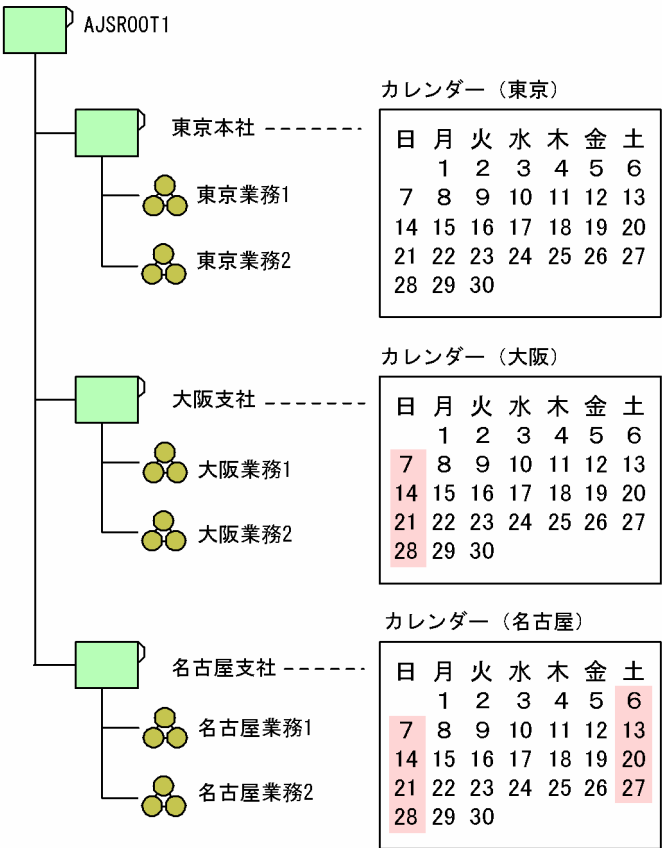 AJSROOT1
カレンダー（東京）
東京本社
日 月 火 水 木 金 土
1 2 3 4 5 6
7 8 9 10 11 12 13
14 15 16 17 18 19 20
21 22 23 24 25 26 27
28 29 30
東京業務1
東京業務2
カレンダー（大阪）
大阪支社
日 月 火 水 木 金 土
1 2 3 4 5 6
7 8 9 10 11 12 13
14 15 16 17 18 19 20
21 22 23 24 25 26 27
28 29 30
大阪業務1
大阪業務2
カレンダー（名古屋）
名古屋支社
日 月 火 水 木 金 土
1 2 3 4 5 6
7 8 9 10 11 12 13
14 15 16 17 18 19 20
21 22 23 24 25 26 27
28 29 30
名古屋業務1
名古屋業務2